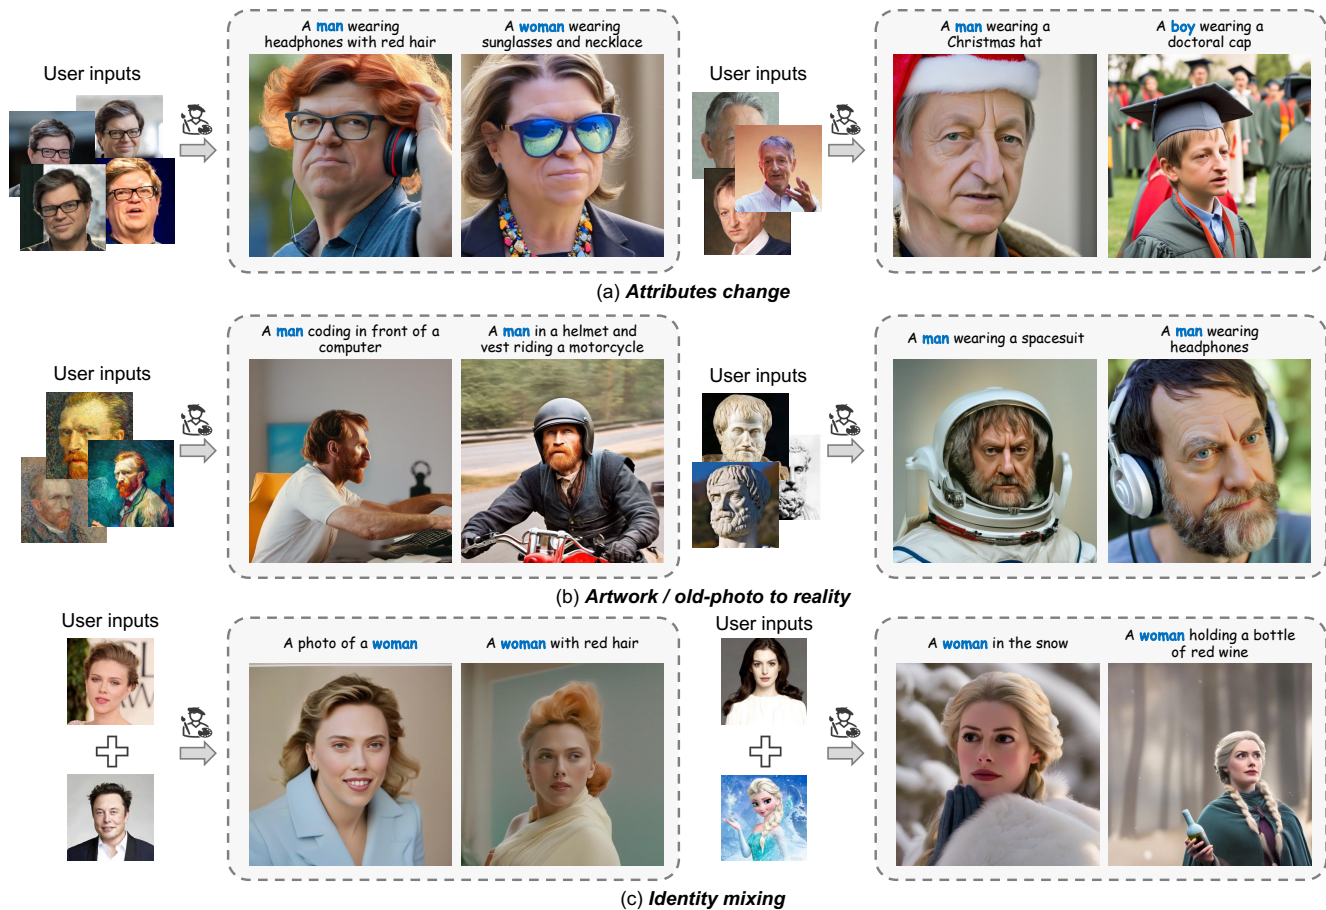 A man wearing
headphones with red hair
A woman wearing
sunglasses and necklace
User inputs
A man wearing a
Christmas hat
A boy wearing a
doctoral cap
User inputs
(a) Attributes change
A man coding in front of a
computer
A man in a helmet and
vest riding a motorcycle
User inputs
A man wearing a spacesuit
A man wearing
headphones
User inputs
(b) Artwork / old-photo to reality
User inputs
A photo of a woman
A woman with red hair
User inputs
A woman in the snow
A woman holding a bottle
of red wine
(c) Identity mixing